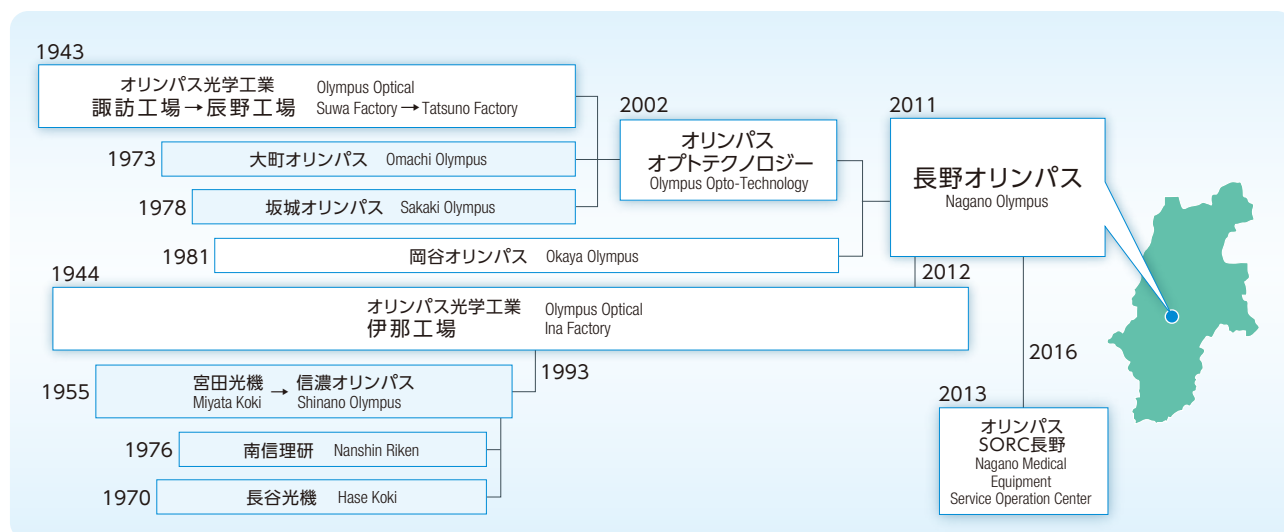 1943
オリンパス光学工業 Olympus Optical
諏訪工場→辰野工場 Suwa Factory→Tatsuno Factory
1973
大町オリンパス Omachi Olympus
1978
坂城オリンパス Sakaki Olympus
2002
オリンパス
オプトテクノロジー
Olympus Opto-Technology
1981
岡谷オリンパス Okaya Olympus
2011
長野オリンパス
Nagano Olympus
2012
1944
オリンパス光学工業 Olympus Optical
伊那工場 Ina Factory
1993
1955
宮田光機→信濃オリンパス
Miyata Koki Shinano Olympus
1976
南信理研 Nanshin Riken
1970
長谷光機 Hase Koki
2016
2013
オリンパス
SORC長野
Nagano Medical
Equipment
Service Operation Center